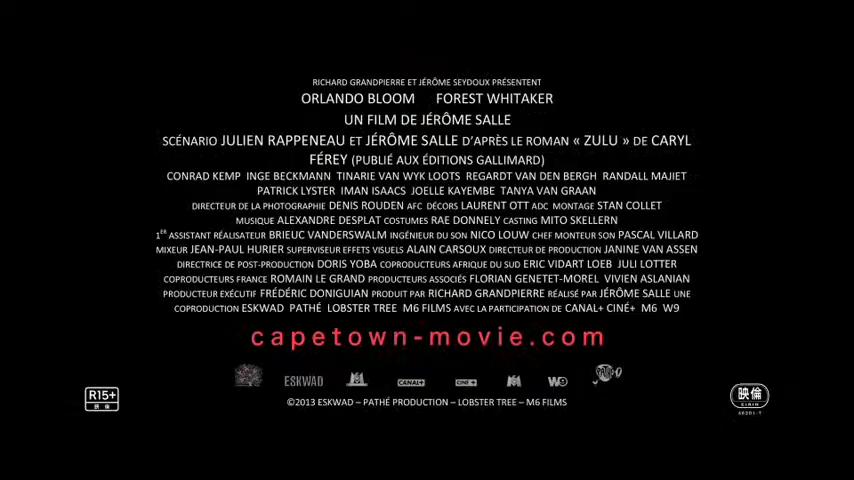 RICHARD GRANDPIERRE ET JÉRÔME SEYDOUX PRÉSENTENT
ORLANDO BLOOM FOREST WHITAKER
UN FILM DE JÉRÔME SALLE
SCÉNARIO JULIEN RAPPENEAU ET JÉRÔME SALLE D'APRÈS LE ROMAN « ZULU » DE CARYL
FÉREY (PUBLIÉ AUX ÉDITIONS GALLIMARD)
CONRAD KEMP INGE BECKMANN TINARIE VAN WYK LOOTS REGARDT VAN DEN BERGH RANDALL MAJIET
PATRICK LYSTER IMAN ISAACS JOELLE KAYEMBE TANYA VAN GRAAN
DIRECTEUR DE LA PHOTOGRAPHIE DENIS ROUDEN AFC DÉCORS LAURENT OTT ADC MONTAGE STAN COLLET
MUSIQUE ALEXANDRE DESPLAT COSTUMES RAE DONNELY CASTING MITO SKELLERN
1ER ASSISTANT RÉALISATEUR BRIEUC VANDERSWALM INGÉNIEUR DU SON NICO LOUW CHEF MONTEUR SON PASCAL VILLARD
MIXEUR JEAN-PAUL HURIER SUPERVISEUR EFFETS VISUELS ALAIN CARSOUX DIRECTEUR DE PRODUCTION JANINE VAN ASSEN
DIRECTRICE DE POST-PRODUCTION DORIS YOBA COPRODUCTEURS AFRIQUE DU SUD ERIC VIDART LOEB JULI LOTTER
COPRODUCTEURS FRANCE ROMAIN LE GRAND PRODUCTEURS ASSOCIÉS FLORIAN GENETET-MOREL VIVIEN ASLANIAN
PRODUCTEUR EXÉCUTIF FRÉDÉRIC DONIGUIAN PRODUIT PAR RICHARD GRANDPIERRE RÉALISÉ PAR JÉRÔME SALLE UNE
COPRODUCTION ESKWAD PATHÉ LOBSTER TREE M6 FILMS AVEC LA PARTICIPATION DE CANAL+ CINÉ+ M6 W9
capetown-movie.com
ESKWAD CANAL+ CINE+ W9
R15+
映倫
映倫
EIRIN
©2013 ESKWAD – PATHÉ PRODUCTION – LOBSTER TREE – M6 FILMS